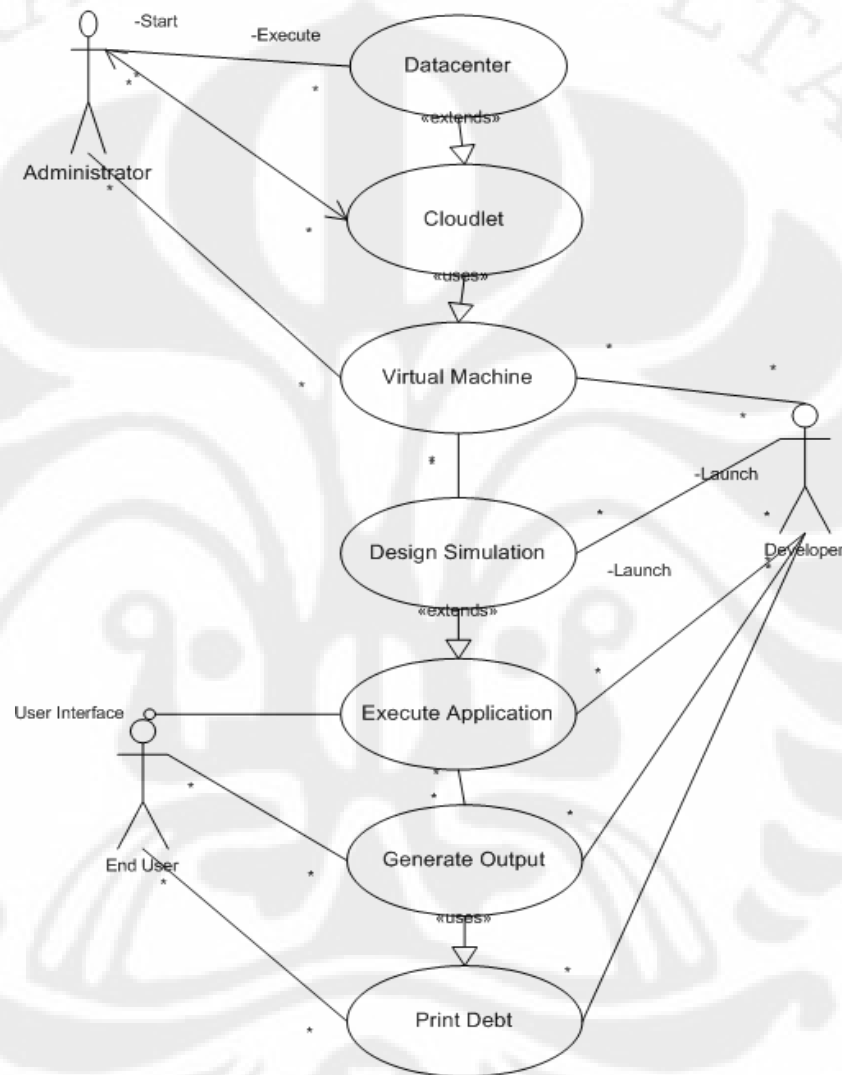 -Start
-Execute
Datacenter
* *
*
«extends»
Administrator
*
Cloudlet
*
«uses»
*
Virtual Machine
*
*
*
*
*
-Launch
*
*
Design Simulation
-Launch
Developer
*
*
«extends»
*
User Interface
Execute Application
*
*
*
*
Generate Output
End User
*
*
«uses»
*
Print Debt
*